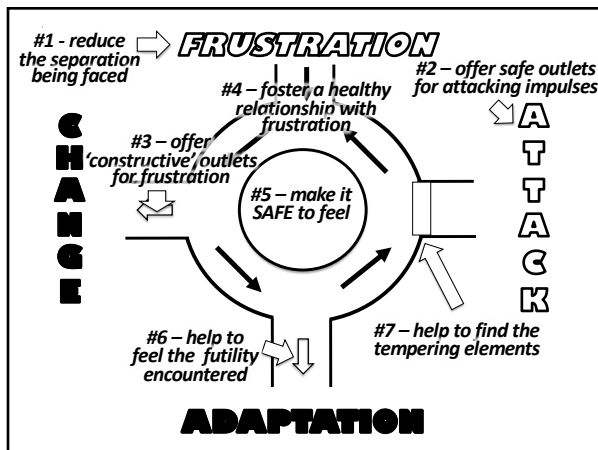 #1 - reduce
the separation
being faced
FRUSTRATION
#2 – offer safe outlets
for attacking impulses
#4 – foster a healthy
relationship with
frustration
#3 – offer
‘constructive’ outlets
for frustration
CHANGE
ATTACK
#5 – make it
SAFE to feel
#6 – help to
feel the futility
encountered
#7 – help to find the
tempering elements
ADAPTATION